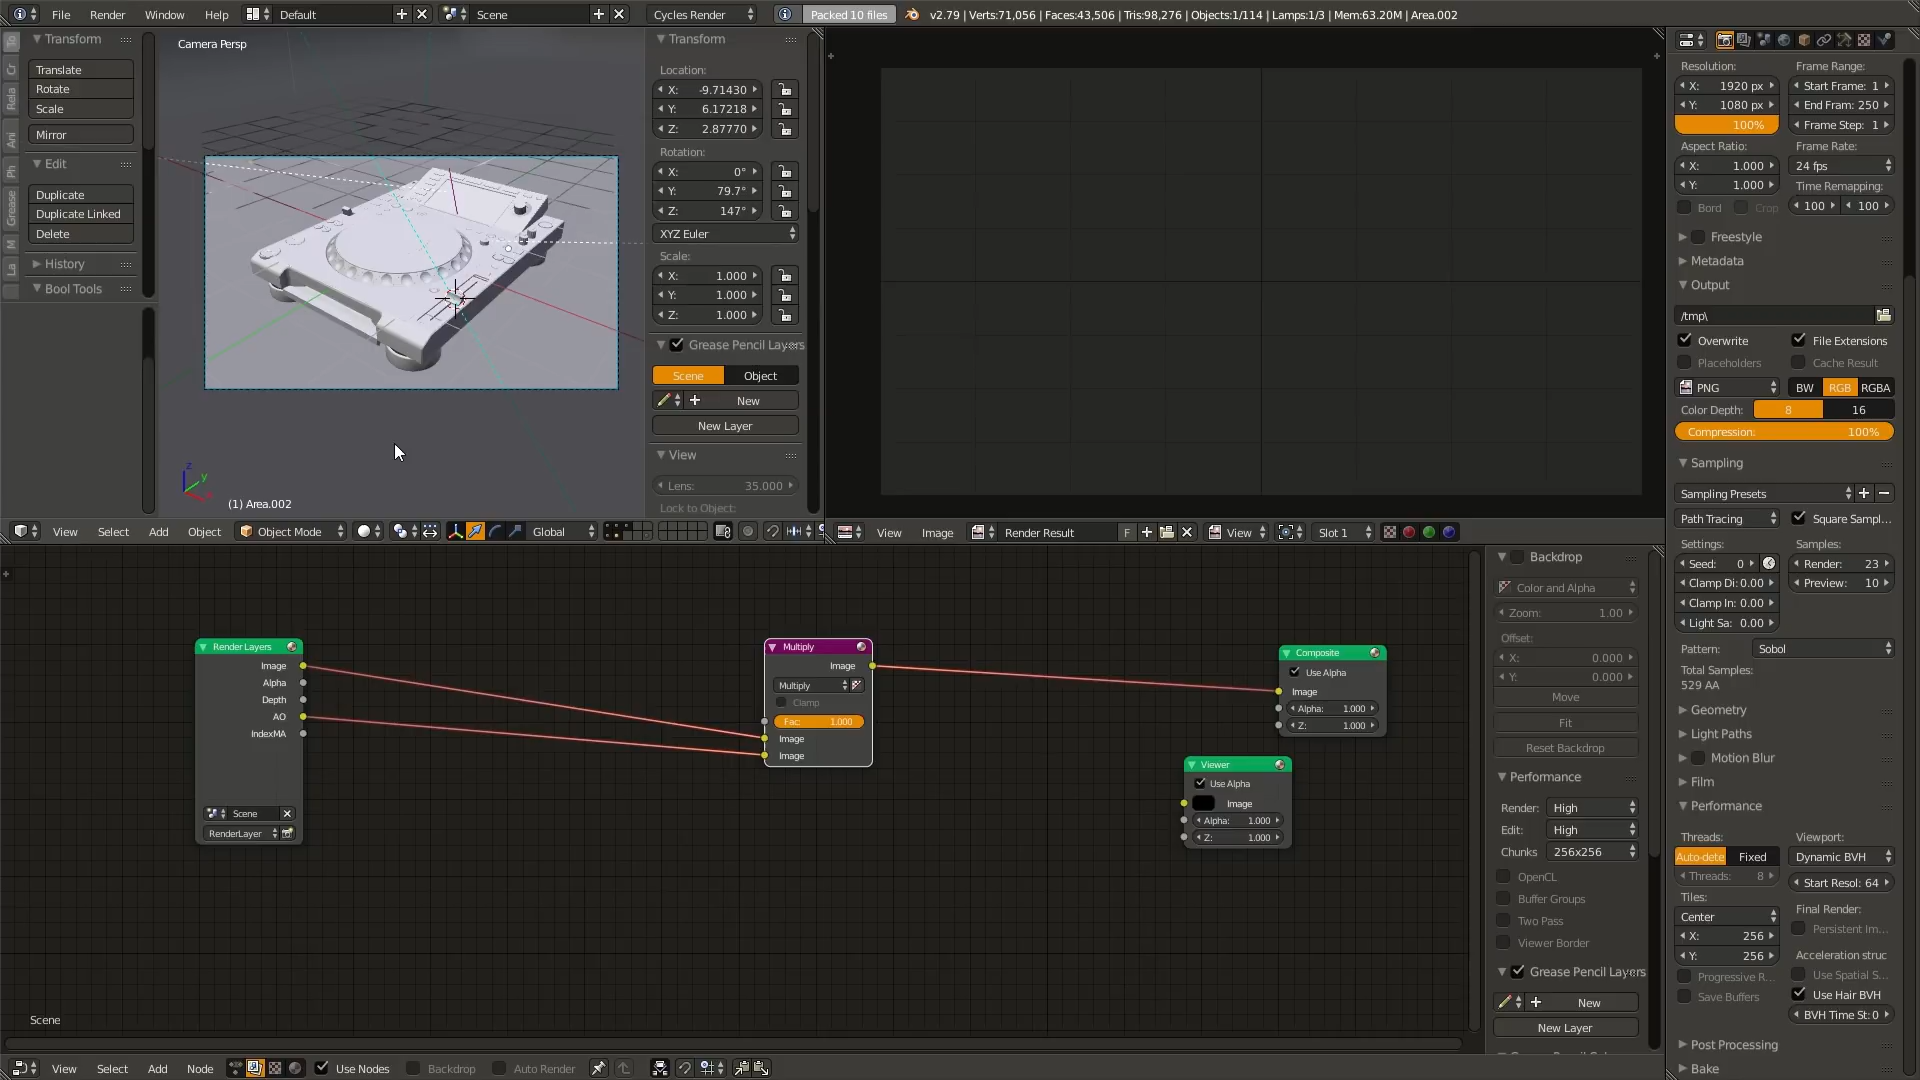 File Render Window Help Default Scene Cycles Render Packed 10 files v2.79 | Verts:71,056 | Faces:43,506 | Tris:98,276 | Objects:1/114 | Lamps:1/3 | Mem:63.20M | Area.002
Transform
Translate
Rotate
Scale
Mirror
Edit
Duplicate
Duplicate Linked
Delete
History
Bool Tools
To
Cr
Rela
Ani
Ph
Grease
M
La
Camera Persp
(1) Area.002
Transform
Location:
X: -9.71430
Y: 6.17218
Z: 2.87770
Rotation:
X: 0°
Y: 79.7°
Z: 147°
XYZ Euler
Scale:
X: 1.000
Y: 1.000
Z: 1.000
Grease Pencil Layers
Scene Object
New
New Layer
View
Lens: 35.000
Lock to Object:
View Select Add Object Object Mode Global
View Image Render Result F View Slot 1
Render Layers
Image
Alpha
Depth
AO
IndexMA
Scene
RenderLayer
Multiply
Image
Multiply
Clamp
Fac: 1.000
Image
Image
Composite
Use Alpha
Image
Alpha: 1.000
Z: 1.000
Viewer
Use Alpha
Image
Alpha: 1.000
Z: 1.000
Scene
Backdrop
Color and Alpha
Zoom: 1.00
Offset:
X: 0.000
Y: 0.000
Move
Fit
Reset Backdrop
Performance
Render: High
Edit: High
Chunks 256x256
OpenCL
Buffer Groups
Two Pass
Viewer Border
Grease Pencil Layers
New
New Layer
View Select Add Node Use Nodes Backdrop Auto Render
Resolution: Frame Range:
X: 1920 px Start Frame: 1
Y: 1080 px End Fram: 250
100% Frame Step: 1
Aspect Ratio: Frame Rate:
X: 1.000 24 fps
Y: 1.000 Time Remapping:
Bord Crop 100 100
Freestyle
Metadata
Output
/tmp\
Overwrite File Extensions
Placeholders Cache Result
PNG BW RGB RGBA
Color Depth: 8 16
Compression: 100%
Sampling
Sampling Presets
Path Tracing Square Sampl...
Settings: Samples:
Seed: 0 Render: 23
Clamp Di: 0.00 Preview: 10
Clamp In: 0.00
Light Sa: 0.00
Pattern: Sobol
Total Samples:
529 AA
Geometry
Light Paths
Motion Blur
Film
Performance
Threads: Viewport:
Auto-dete Fixed Dynamic BVH
Threads: 8 Start Resol: 64
Tiles: Final Render:
Center Persistent Im...
X: 256 Acceleration struc
Y: 256 Use Spatial S...
Progressive R... Use Hair BVH
Save Buffers BVH Time St: 0
Post Processing
Bake